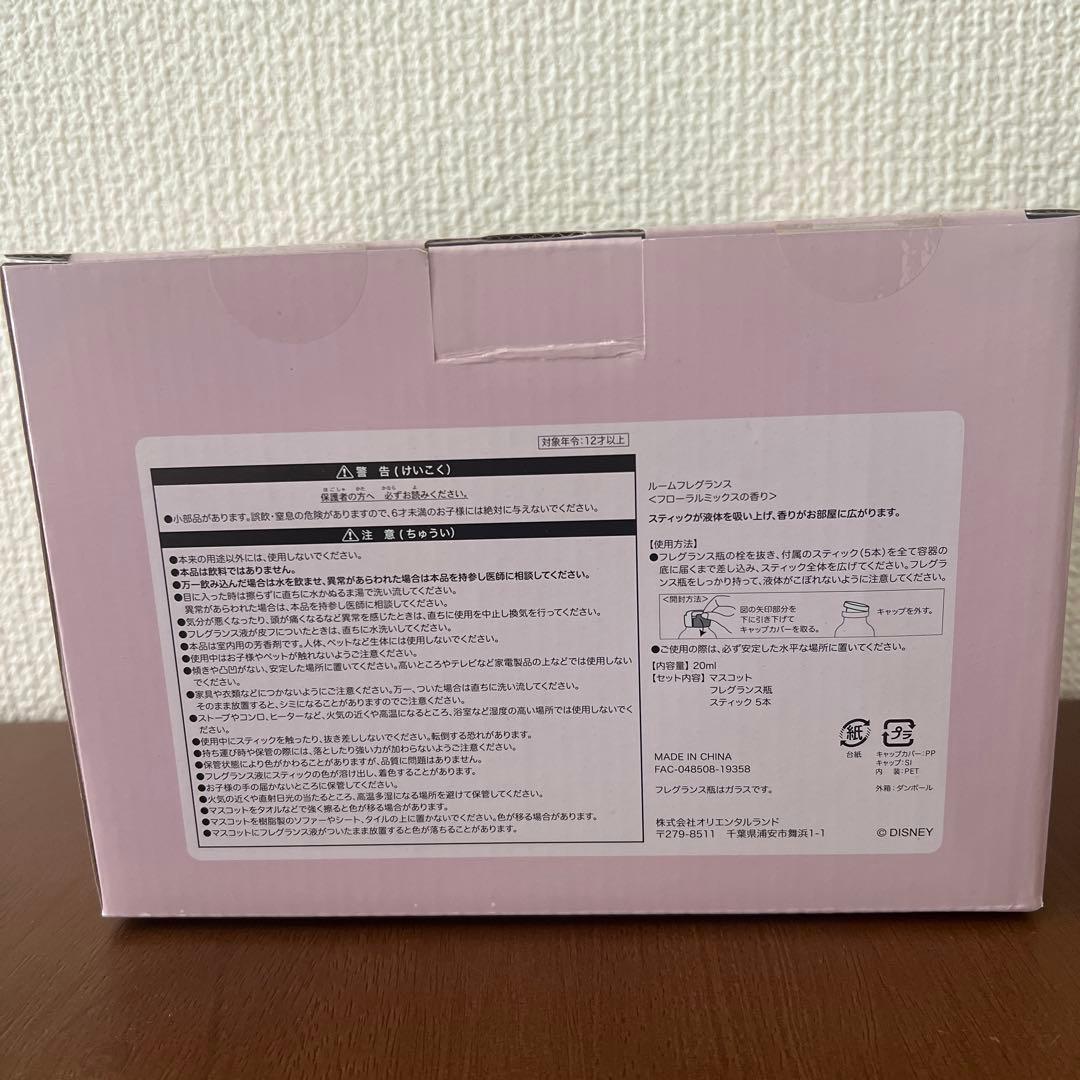 対象年令:12才以上
警 告 (けいこく)
保護者の方へ 必ずお読みください。
●小部品があります。誤飲・窒息の危険がありますので、6才未満のお子様には絶対に与えないでください。
注 意 (ちゅうい)
●本来の用途以外には、使用しないでください。
●本品は飲料ではありません。
●万一飲み込んだ場合は水を飲ませ、異常があらわれた場合は本品を持参し医師に相談してください。
●目に入った時は擦らずに直ちに水かぬるま湯で洗い流してください。
異常があらわれた場合は、本品を持参し医師に相談してください。
●気分が悪くなったり、頭が痛くなるなど異常を感じたときは、直ちに使用を中止し換気を行ってください。
●フレグランス液が皮フについたときは、直ちに水洗いしてください。
●本品は室内用の芳香剤です。人体、ペットなど生体には使用しないでください。
●使用中はお子様やペットが触れないようご注意ください。
●傾きや凸凹がない、安定した場所に置いてください。高いところやテレビなど家電製品の上などでは使用しない
でください。
●家具や衣類などにつかないようにご注意ください。万一、ついた場合は直ちに洗い流してください。
そのまま放置すると、シミになることがありますのでご注意ください。
●ストーブやコンロ、ヒーターなど、火気の近くや高温になるところ、浴室など湿度の高い場所では使用しないでく
ださい。
●使用中にスティックを触ったり、抜き差ししないでください。転倒する恐れがあります。
●持ち運び時や保管の際には、落としたり強い力が加わらないようご注意ください。
●保管状態により色がかわることがありますが、品質に問題はありません。
●フレグランス液にスティックの色が溶け出し、着色することがあります。
●お子様の手の届かないところに保管してください。
●火気の近くや直射日光の当たるところ、高温多湿になる場所を避けて保管してください。
●マスコットをタオルなどで強く擦ると色が移る場合があります。
●マスコットを樹脂製のソファーやシート、タイルの上に置かないでください。色が移る場合があります。
●マスコットにフレグランス液がついたまま放置すると色が落ちることがあります。
ルームフレグランス
<フローラルミックスの香り>
スティックが液体を吸い上げ、香りがお部屋に広がります。
【使用方法】
●フレグランス瓶の栓を抜き、付属のスティック(5本)を全て容器の
底に届くまで差し込み、スティック全体を広げてください。フレグラ
ンス瓶をしっかり持って、液体がこぼれないように注意してください。
<開封方法>
図の矢印部分を
下に引き下げて
キャップカバーを取る。
キャップを外す。
●ご使用の際は、必ず安定した水平な場所に置いてください。
【内容量】 20ml
【セット内容】 マスコット
フレグランス瓶
スティック 5本
紙
台紙
プラ
キャップカバー:PP
キャップ:SI
内 装:PET
MADE IN CHINA
FAC-048508-19358
フレグランス瓶はガラスです。
外箱:ダンボール
株式会社オリエンタルランド
〒279-8511 千葉県浦安市舞浜1-1
© DISNEY